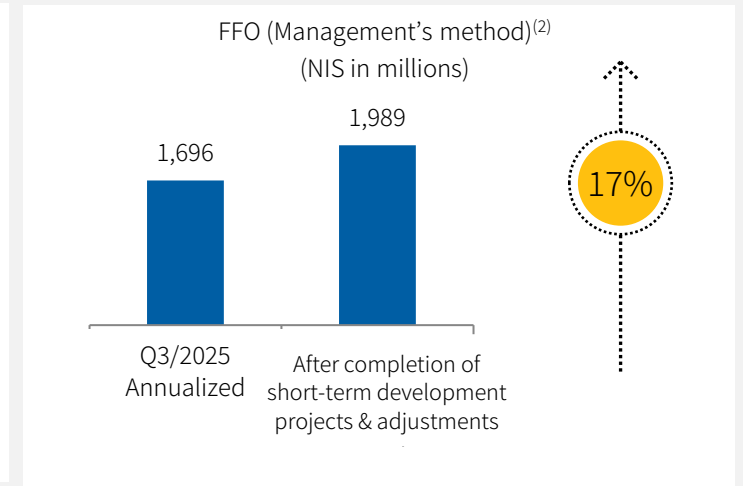 FFO (Management’s method)(2)
(NIS in millions)
1,989
1,696
17%
Q3/2025
Annualized
After completion of
short-term development
projects & adjustments